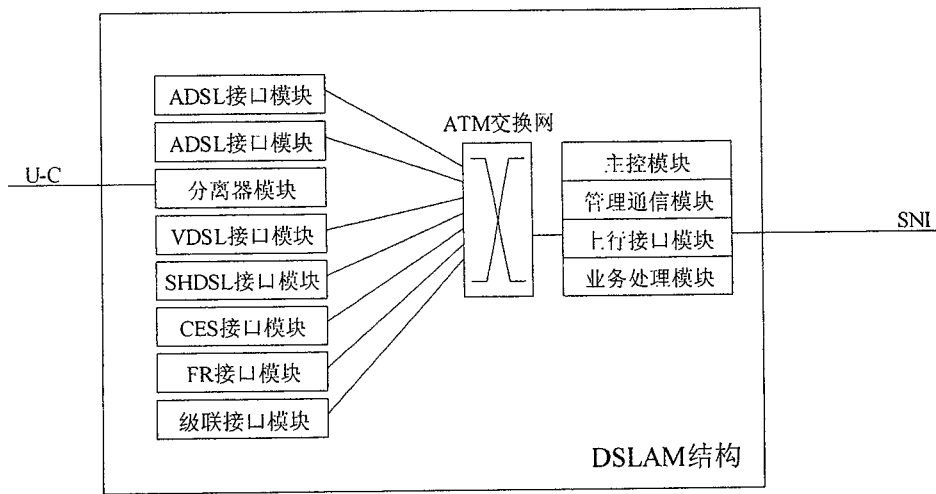 ADSL接口模块
ADSL接口模块
分离器模块
VDSL接口模块
SHDSL接口模块
CES接口模块
FR接口模块
级联接口模块
U-C
ATM交换网
主控模块
管理通信模块
上行接口模块
业务处理模块
SNI
DSLAM结构